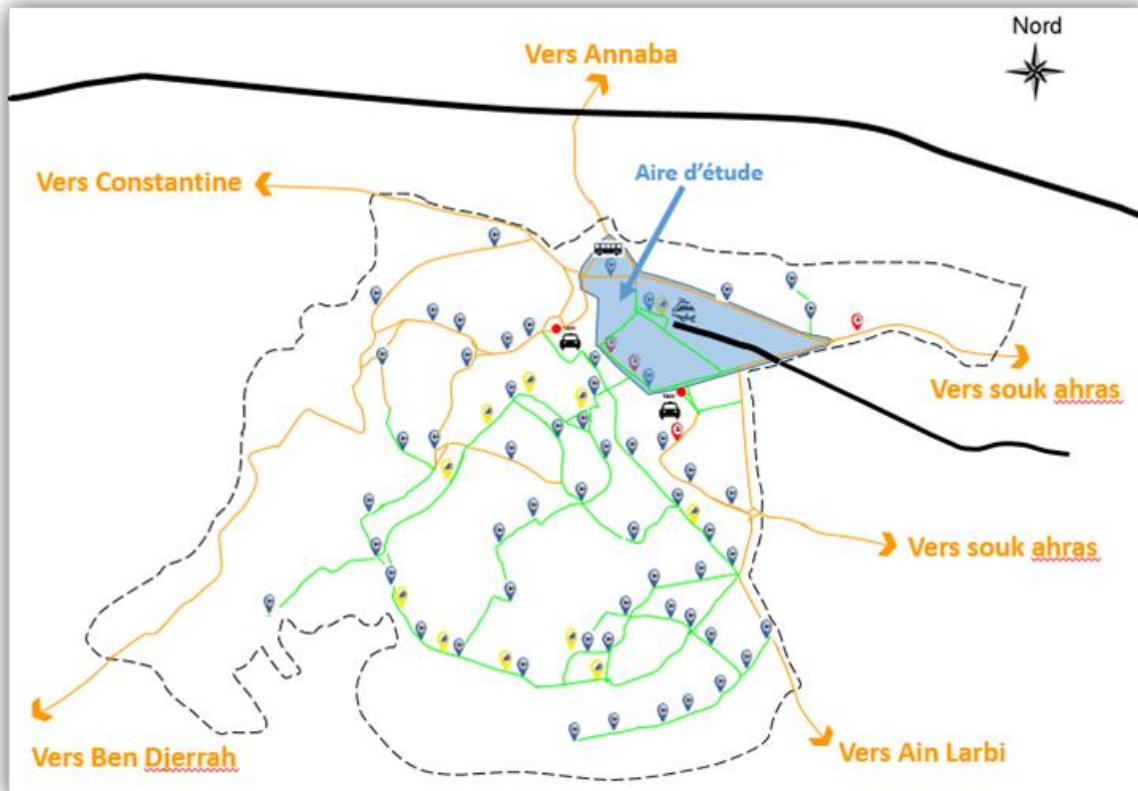 Nord
Vers Annaba
Aire d'étude
Vers Constantine
Vers souk ahras
Vers souk ahras
Vers Ben Djerrah
Vers Ain Larbi